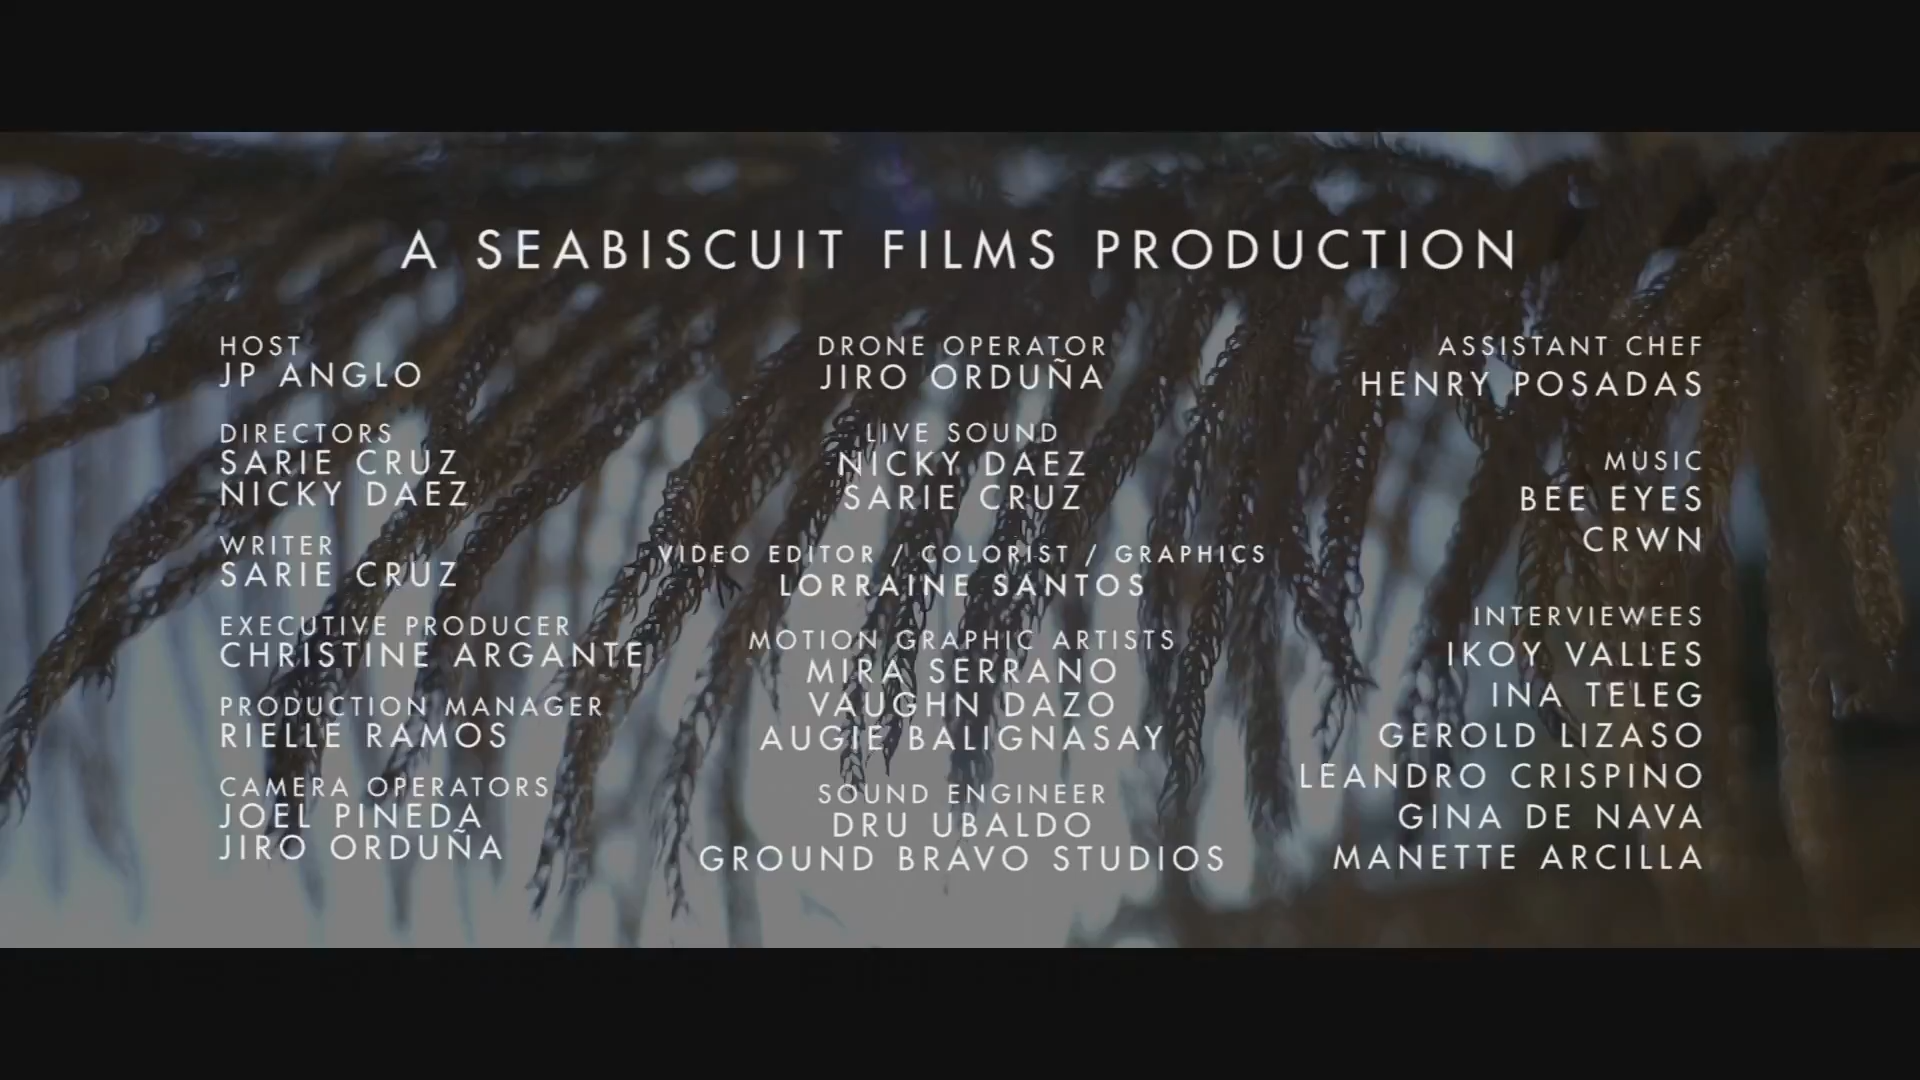 A SEABISCUIT FILMS PRODUCTION
HOST
JP ANGLO
DIRECTORS
SARIE CRUZ
NICKY DAEZ
WRITER
SARIE CRUZ
EXECUTIVE PRODUCER
CHRISTINE ARGANTE
PRODUCTION MANAGER
RIELLE RAMOS
CAMERA OPERATORS
JOEL PINEDA
JIRO ORDUÑA
DRONE OPERATOR
JIRO ORDUÑA
LIVE SOUND
NICKY DAEZ
SARIE CRUZ
VIDEO EDITOR / COLORIST / GRAPHICS
LORRAINE SANTOS
MOTION GRAPHIC ARTISTS
MIRA SERRANO
VAUGHN DAZO
AUGIE BALIGNASAY
SOUND ENGINEER
DRU UBALDO
GROUND BRAVO STUDIOS
ASSISTANT CHEF
HENRY POSADAS
MUSIC
BEE EYES
CRWN
INTERVIEWEES
IKOY VALLES
INA TELEG
GEROLD LIZASO
LEANDRO CRISPINO
GINA DE NAVA
MANETTE ARCILLA